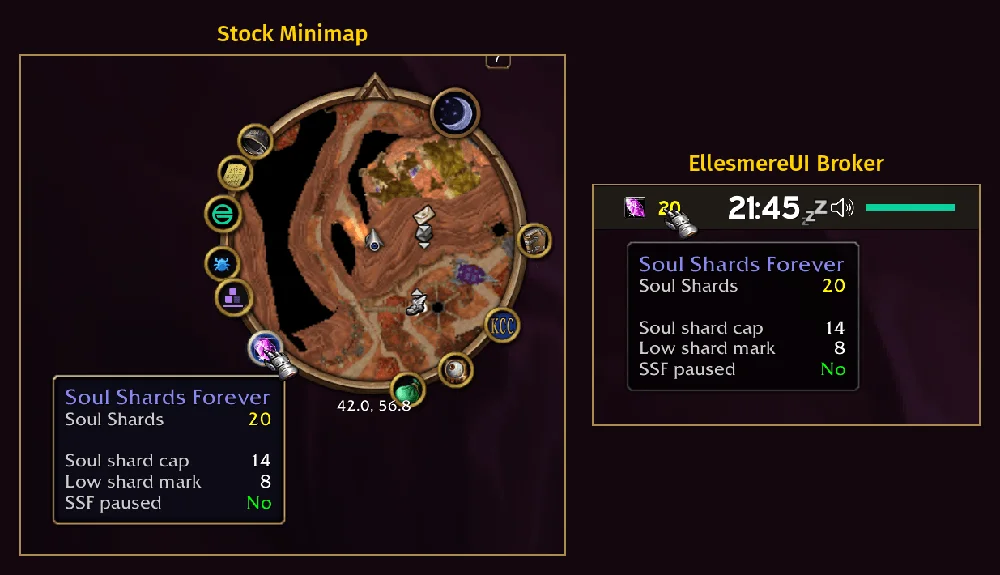 Stock Minimap
KCC
42.0, 56.8
Soul Shards Forever
Soul Shards 20
Soul shard cap 14
Low shard mark 8
SSF paused No
EllesmereUI Broker
20 21:45 zzZ
Soul Shards Forever
Soul Shards 20
Soul shard cap 14
Low shard mark 8
SSF paused No